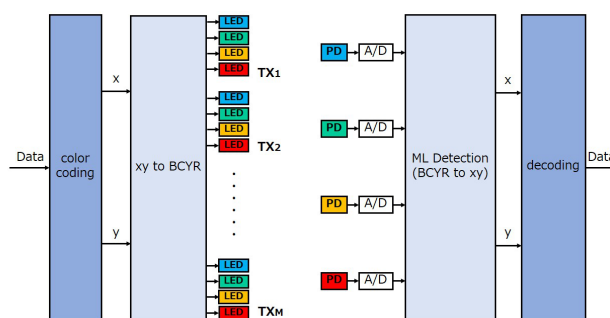 Data
color
coding
x
y
xy to BCYR
LED
LED
LED
LED
TX1
LED
LED
LED
LED
TX2
LED
LED
LED
LED
TXM
PD
A/D
PD
A/D
PD
A/D
PD
A/D
ML Detection
(BCYR to xy)
x
y
decoding
Data